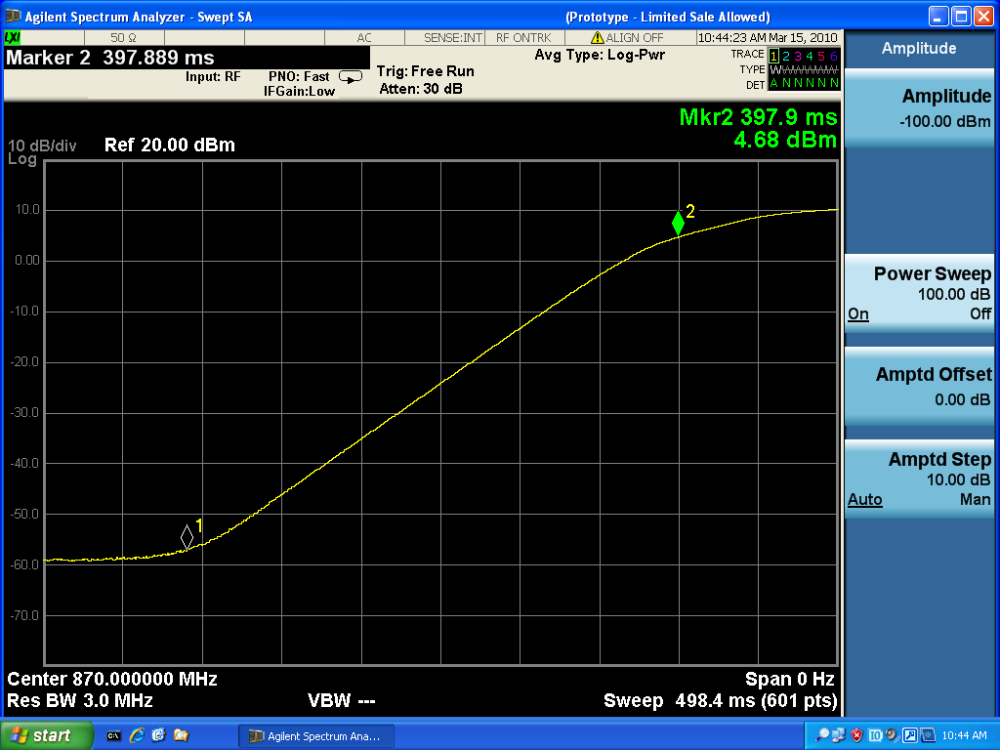 Agilent Spectrum Analyzer - Swept SA (Prototype - Limited Sale Allowed)
LXI 50 Ω AC SENSE:INT RF ONTRK ALIGN OFF 10:44:23 AM Mar 15, 2010
Marker 2 397.889 ms
Input: RF
PNO: Fast
IFGain:Low
Trig: Free Run
Atten: 30 dB
Avg Type: Log-Pwr
TRACE 1 2 3 4 5 6
TYPE W W W W W W
DET A N N N N N
Mkr2 397.9 ms
4.68 dBm
10 dB/div Ref 20.00 dBm
Log
10.0
0.00
-10.0
-20.0
-30.0
-40.0
-50.0
-60.0
-70.0
1
2
Center 870.000000 MHz Span 0 Hz
Res BW 3.0 MHz VBW --- Sweep 498.4 ms (601 pts)
Amplitude
Amplitude
-100.00 dBm
Power Sweep
100.00 dB
On Off
Amptd Offset
0.00 dB
Amptd Step
10.00 dB
Auto Man
start Agilent Spectrum Ana... 10:44 AM